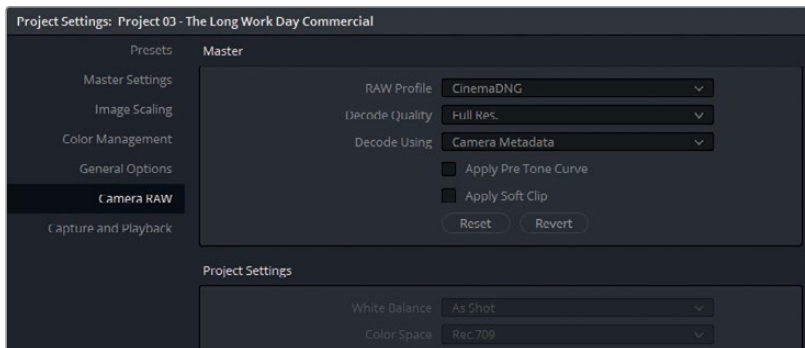 Project Settings: Project 03 - The Long Work Day Commercial
Presets
Master Settings
Image Scaling
Color Management
General Options
Camera RAW
Capture and Playback
Master
RAW Profile CinemaDNG
Decode Quality Full Res.
Decode Using Camera Metadata
Apply Pre Tone Curve
Apply Soft Clip
Reset Revert
Project Settings
White Balance As Shot
Color Space Rec.709